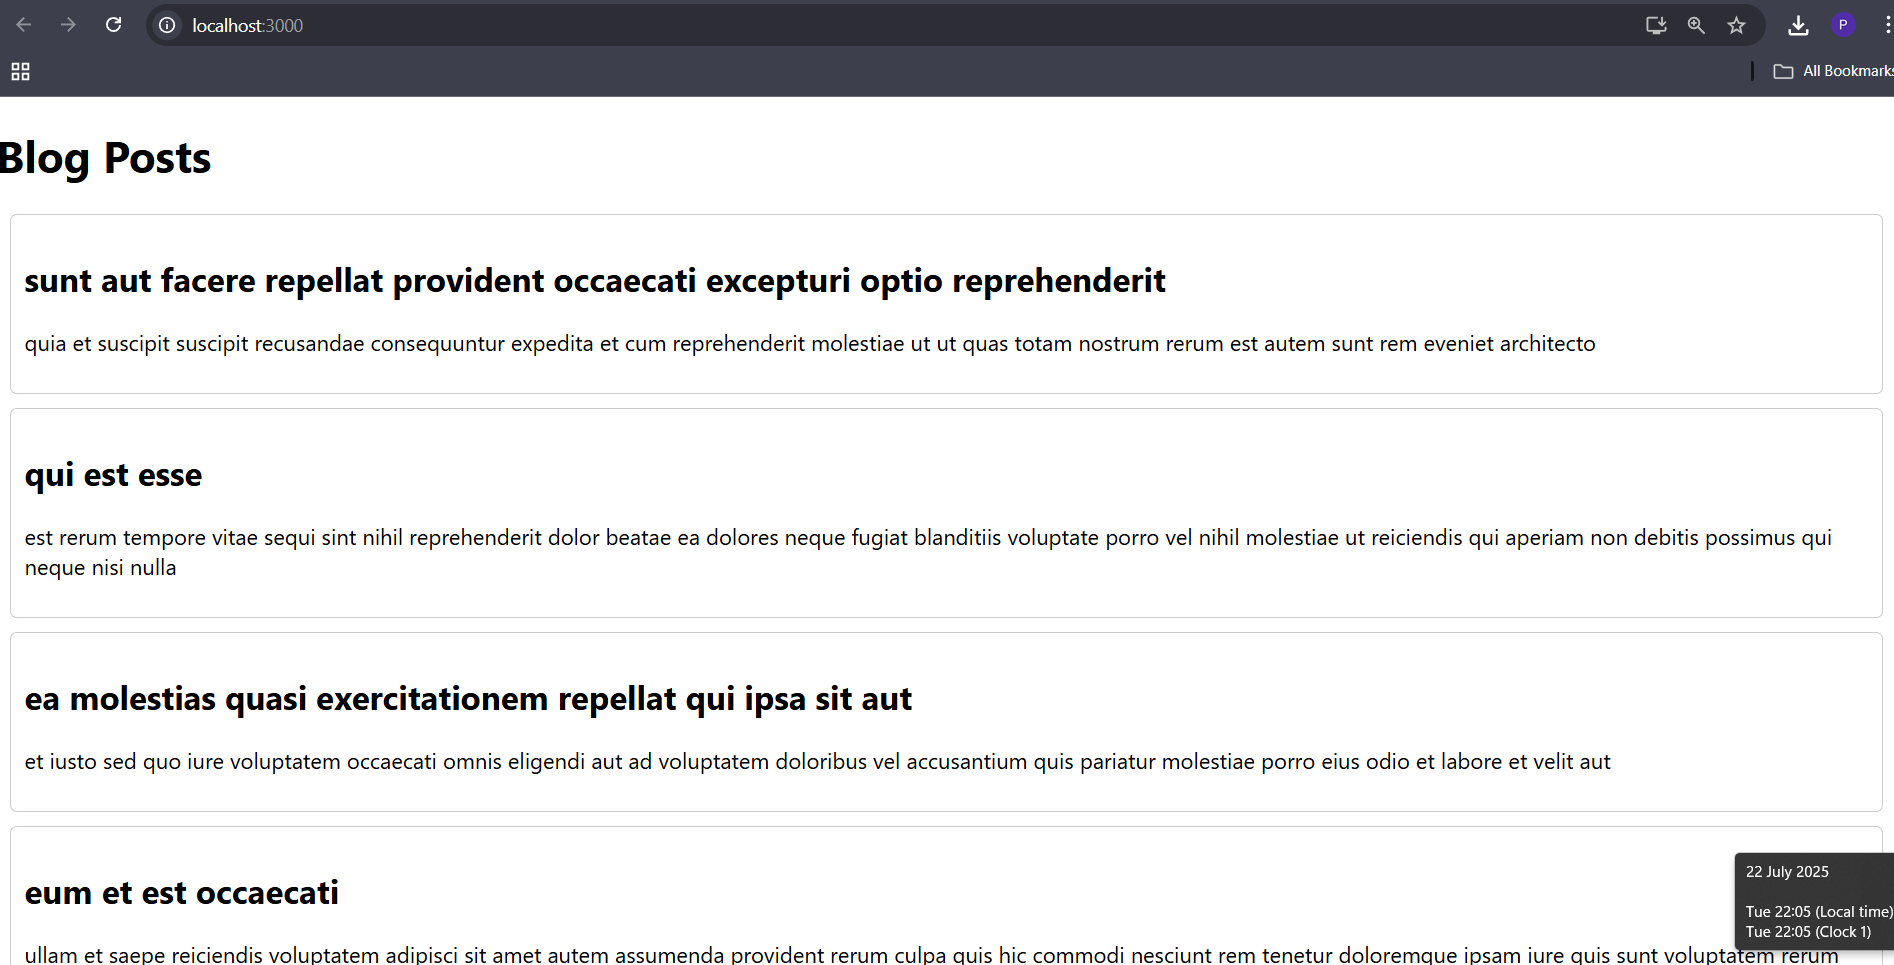 localhost:3000
P
All Bookmarks
Blog Posts
sunt aut facere repellat provident occaecati excepturi optio reprehenderit
quia et suscipit suscipit recusandae consequuntur expedita et cum reprehenderit molestiae ut ut quas totam nostrum rerum est autem sunt rem eveniet architecto
qui est esse
est rerum tempore vitae sequi sint nihil reprehenderit dolor beatae ea dolores neque fugiat blanditiis voluptate porro vel nihil molestiae ut reiciendis qui aperiam non debitis possimus qui
neque nisi nulla
ea molestias quasi exercitationem repellat qui ipsa sit aut
et iusto sed quo iure voluptatem occaecati omnis eligendi aut ad voluptatem doloribus vel accusantium quis pariatur molestiae porro eius odio et labore et velit aut
eum et est occaecati
ullam et saepe reiciendis voluptatem adipisci sit amet autem assumenda provident rerum culpa quis hic commodi nesciunt rem tenetur doloremque ipsam iure quis sunt voluptatem rerum
22 July 2025
Tue 22:05 (Local time)
Tue 22:05 (Clock 1)